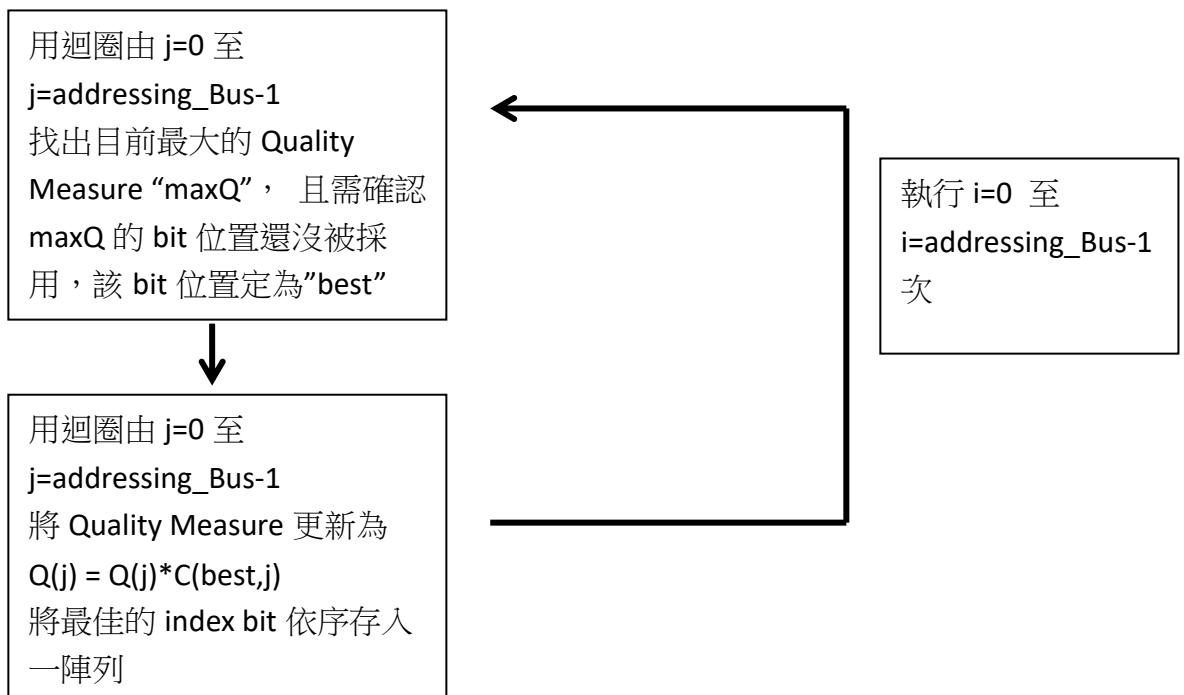 用迴圈由 j=0 至
j=addressing_Bus-1
找出目前最大的 Quality
Measure “maxQ”， 且需確認
maxQ 的 bit 位置還沒被採
用，該 bit 位置定為”best”
用迴圈由 j=0 至
j=addressing_Bus-1
將 Quality Measure 更新為
Q(j) = Q(j)*C(best,j)
將最佳的 index bit 依序存入
一陣列
執行 i=0 至
i=addressing_Bus-1
次